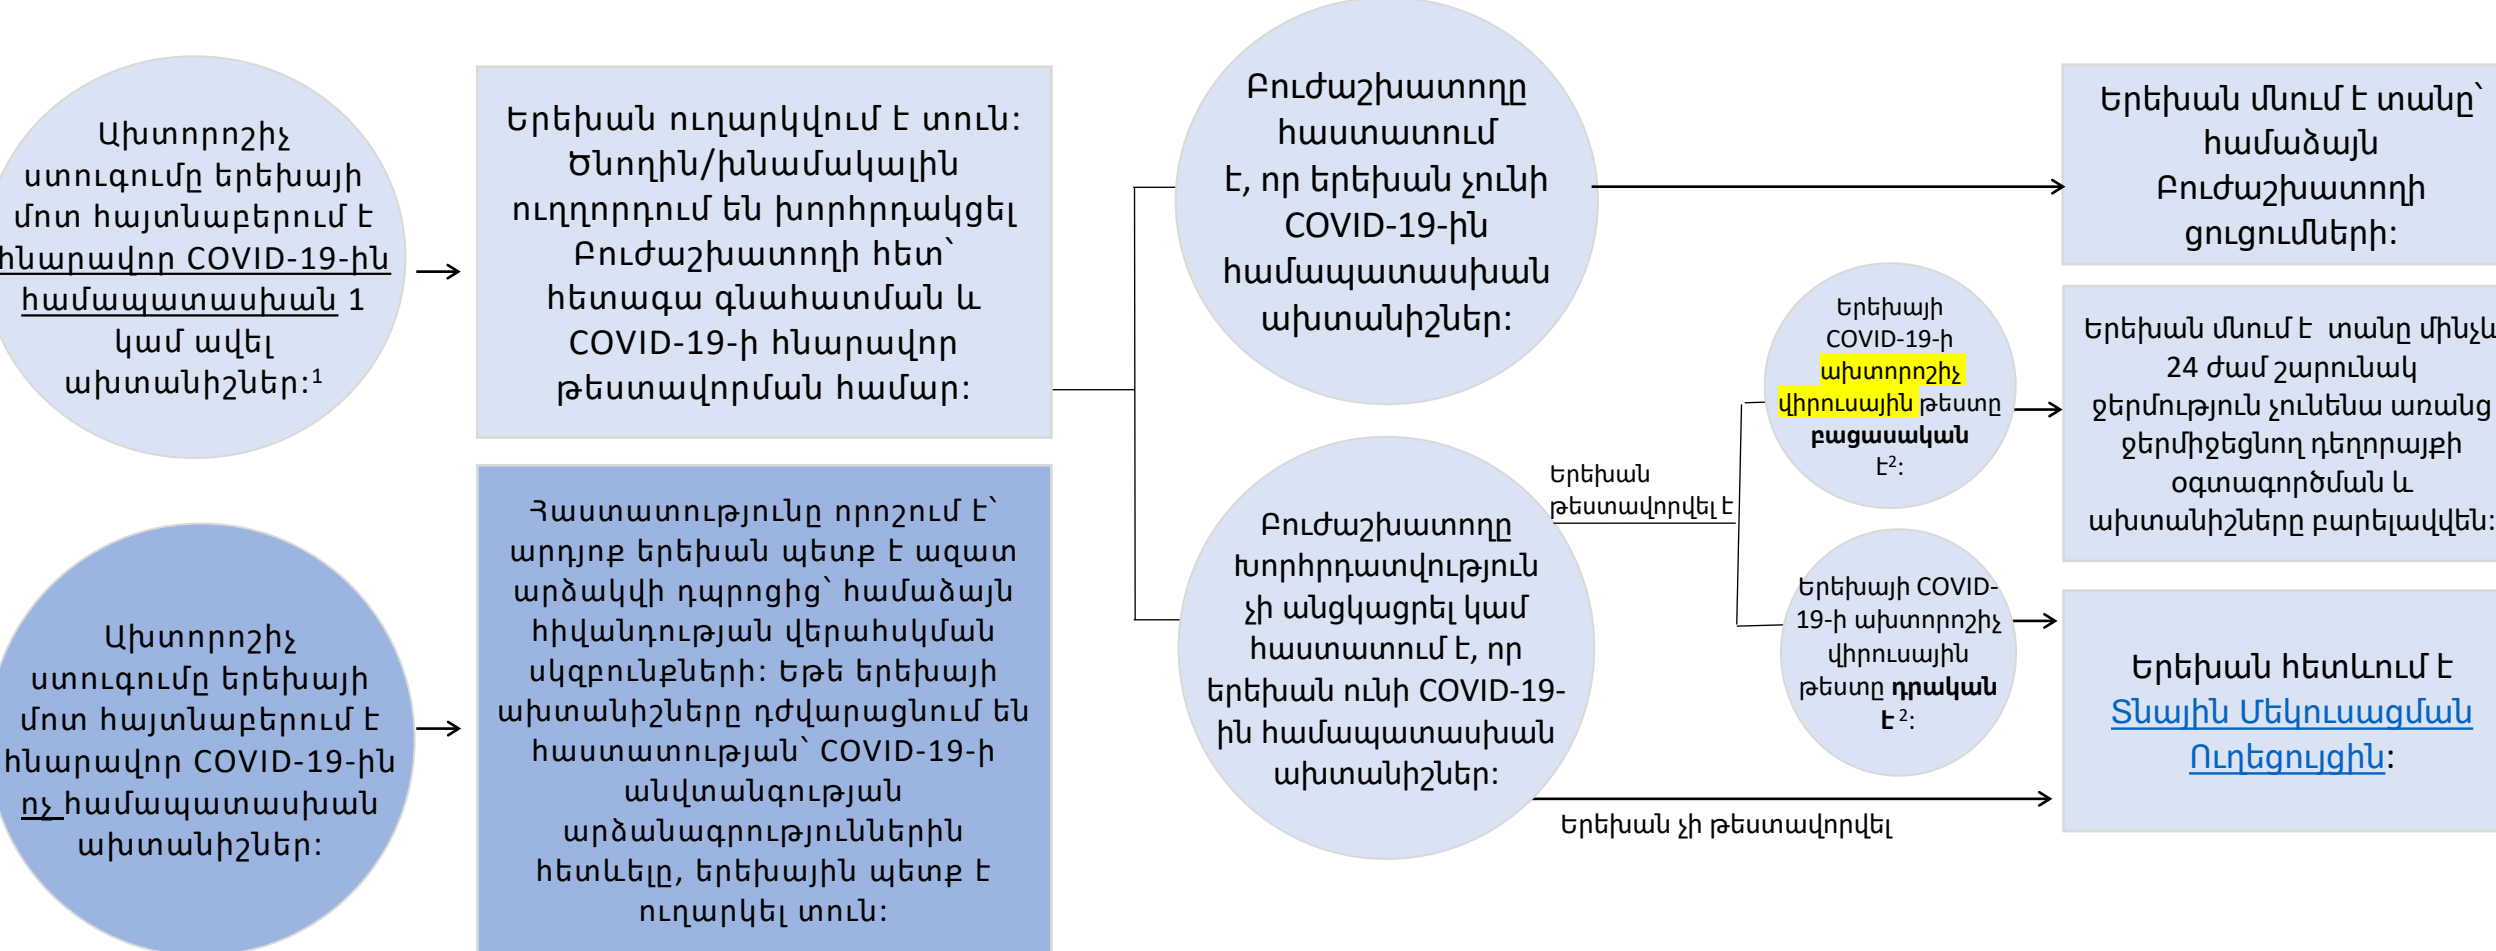 Ախտորոշիչ
ստուգումը երեխայի
մոտ հայտնաբերում է
հնարավոր COVID-19-ին
համապատասխան 1
կամ ավել
ախտանիշներ:1
Երեխան ուղարկվում է տուն:
Ծնողին/խնամակալին
ուղղորդում են խորհրդակցել
Բուժաշխատողի հետ՝
հետագա գնահատման և
COVID-19-ի հնարավոր
թեստավորման համար:
Բուժաշխատողը
հաստատում
է, որ երեխան չունի
COVID-19-ին
համապատասխան
ախտանիշներ:
Երեխան մնում է տանը՝
համաձայն
Բուժաշխատողի
ցուցումների:
Երեխայի
COVID-19-ի
ախտորոշիչ
վիրուսային թեստը
բացասական
է2:
Երեխան մնում է տանը մինչև
24 ժամ շարունակ
ջերմություն չունենա առանց
ջերմիջեցնող դեղորայքի
օգտագործման և
ախտանիշները բարելավվեն:
Ախտորոշիչ
ստուգումը երեխայի
մոտ հայտնաբերում է
հնարավոր COVID-19-ին
ոչ համապատասխան
ախտանիշներ:
Հաստատությունը որոշում է՝
արդյոք երեխան պետք է ազատ
արձակվի դպրոցից՝ համաձայն
հիվանդության վերահսկման
սկզբունքների: Եթե երեխայի
ախտանիշները դժվարացնում են
հաստատության՝ COVID-19-ի
անվտանգության
արձանագրություններին
հետևելը, երեխային պետք է
ուղարկել տուն:
Բուժաշխատողը
Խորհրդատվություն
չի անցկացրել կամ
հաստատում է, որ
երեխան ունի COVID-19-
ին համապատասխան
ախտանիշներ:
Երեխան
թեստավորվել է
Երեխայի COVID-
19-ի ախտորոշիչ
վիրուսային
թեստը դրական
է 2:
Երեխան հետևում է
Տնային Մեկուսացման
Ուղեցույցին:
Երեխան չի թեստավորվել